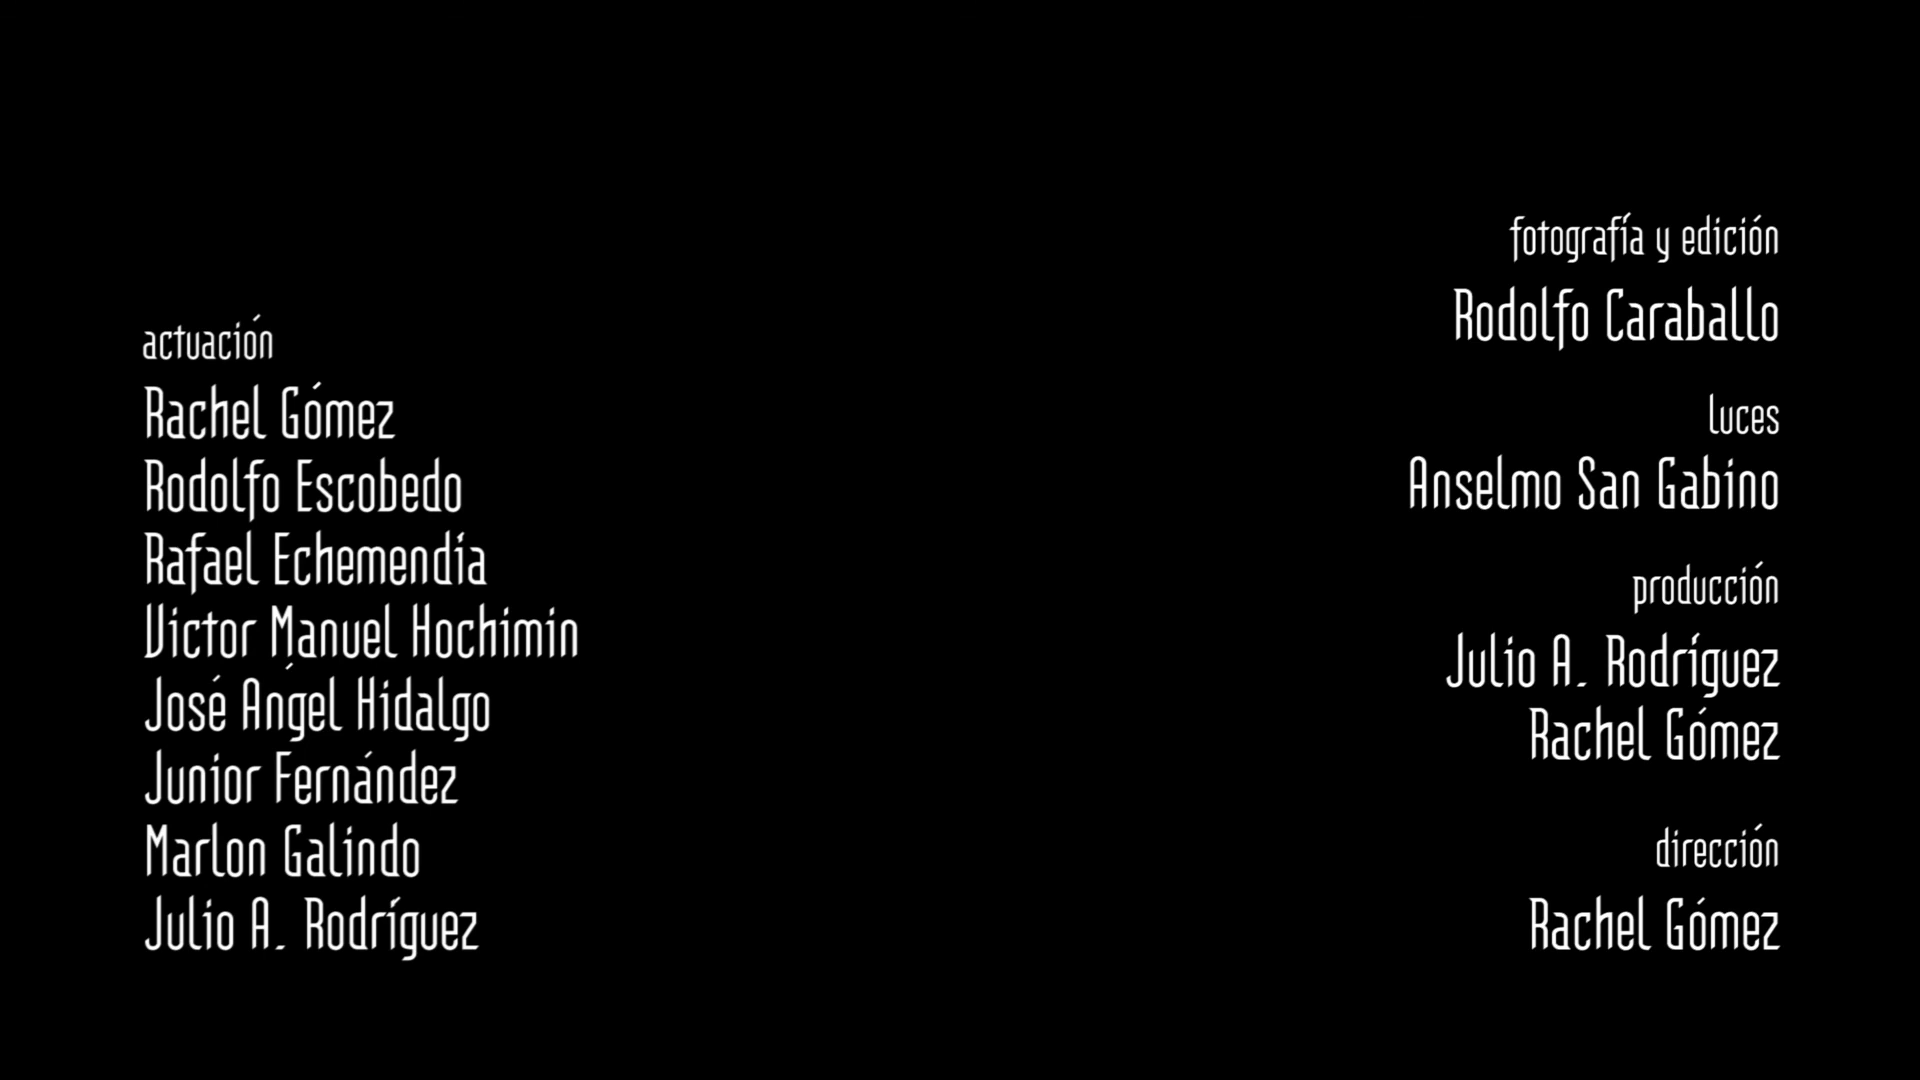 actuación
Rachel Gómez
Rodolfo Escobedo
Rafael Echemendía
Victor Manuel Hochimin
José Ángel Hidalgo
Junior Fernández
Marlon Galindo
Julio A. Rodríguez
fotografía y edición
Rodolfo Caraballo
luces
Anselmo San Gabino
producción
Julio A. Rodríguez
Rachel Gómez
dirección
Rachel Gómez